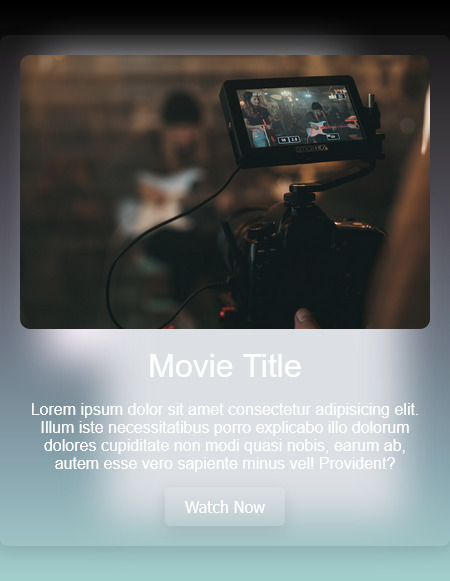 Movie Title
Lorem ipsum dolor sit amet consectetur adipisicing elit.
Illum iste necessitatibus porro explicabo illo dolorum
dolores cupiditate non modi quasi nobis, earum ab,
autem esse vero sapiente minus vel! Provident?
Watch Now